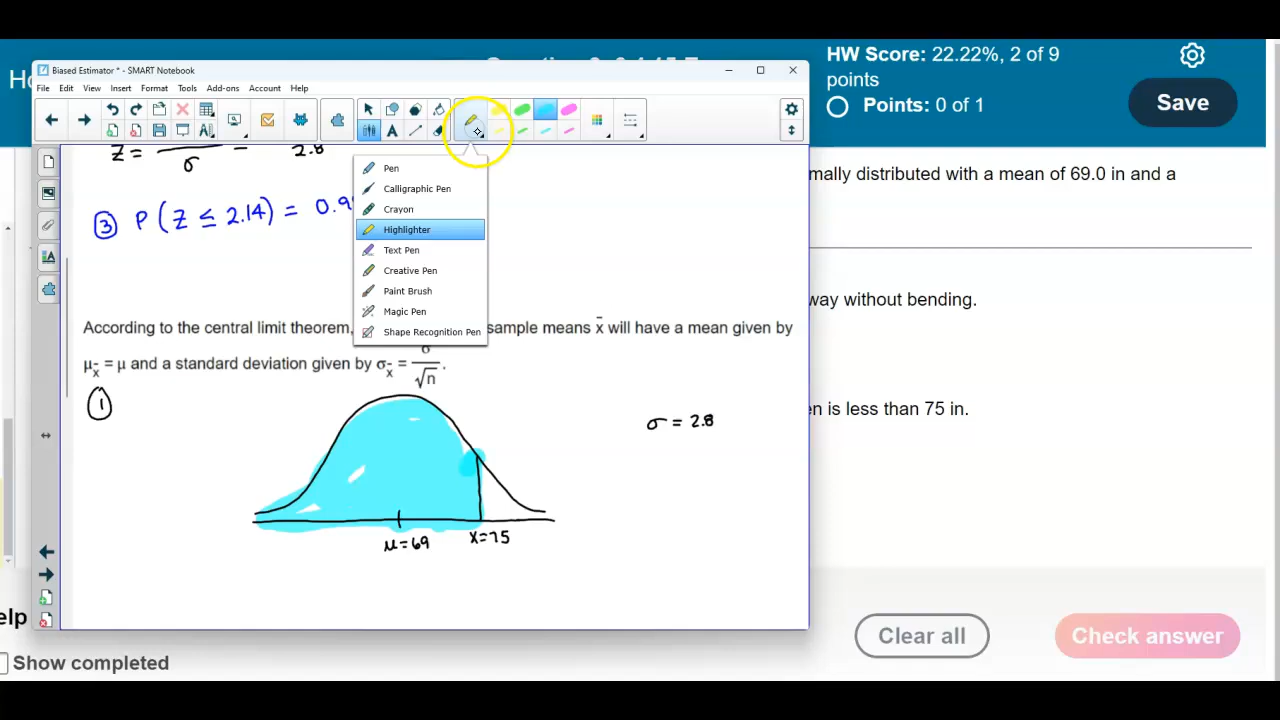 HW Score: 22.22%, 2 of 9
points
Points: 0 of 1
Save
Biased Estimator * - SMART Notebook
File Edit View Insert Format Tools Add-ons Account Help
Z = σ = 2.8
③ P ( Z ≤ 2.14) = 0.9
Pen
Calligraphic Pen
Crayon
Highlighter
Text Pen
Creative Pen
Paint Brush
Magic Pen
Shape Recognition Pen
mally distributed with a mean of 69.0 in and a
way without bending.
According to the central limit theorem, sample means x̄ will have a mean given by
μx̄ = μ and a standard deviation given by σx̄ = σ/√n .
①
en is less than 75 in.
σ = 2.8
μ=69 x=75
elp
Clear all
Check answer
Show completed